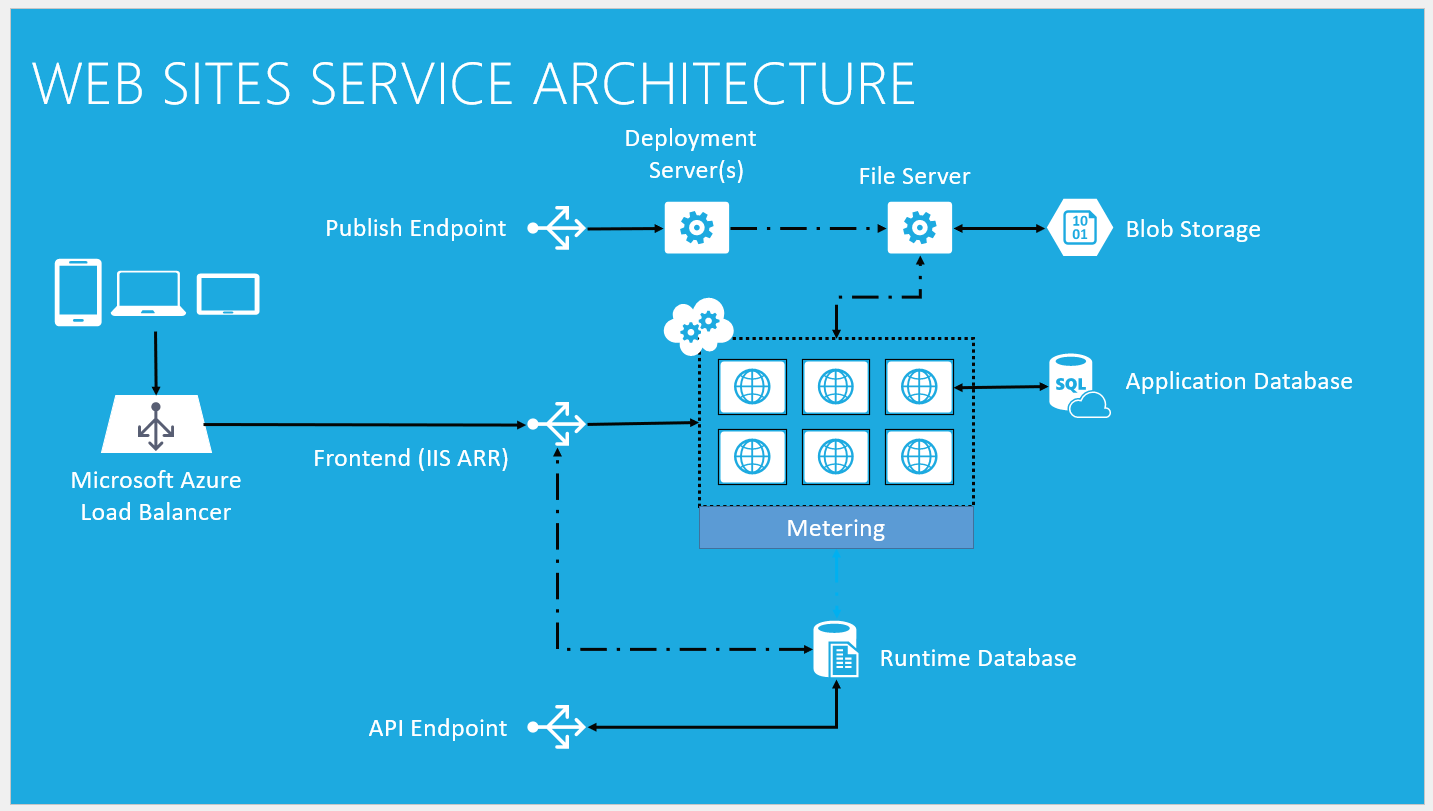 WEB SITES SERVICE ARCHITECTURE
Deployment
Server(s)
File Server
Publish Endpoint
10
01
Blob Storage
SQL
Application Database
Frontend (IIS ARR)
Microsoft Azure
Load Balancer
Metering
Runtime Database
API Endpoint